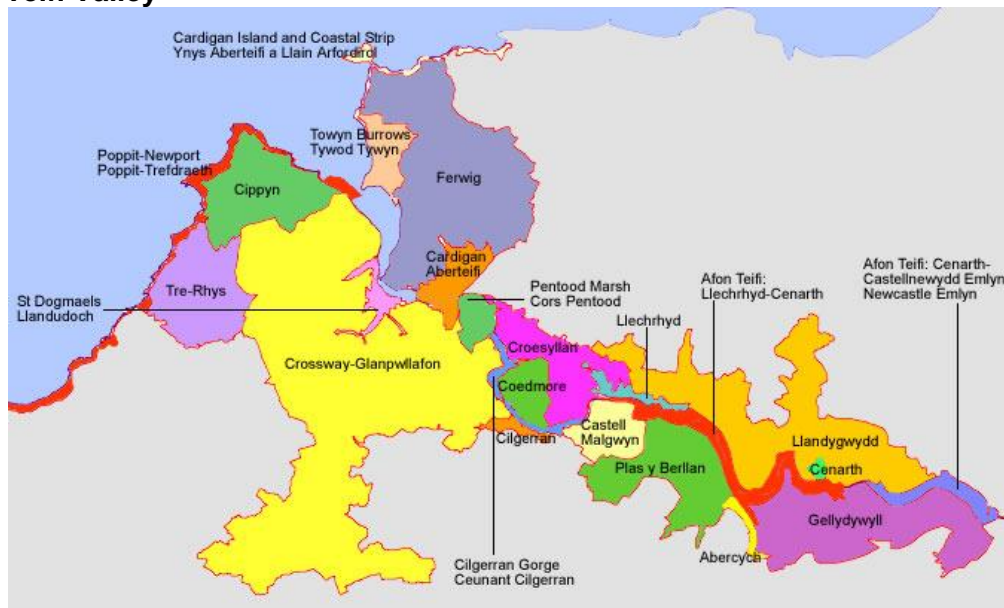 Cardigan Island and Coastal Strip
Ynys Aberteifi a Llain Arfordirol
Towyn Burrows
Tywod Tywyn
Poppit-Newport
Poppit-Trefdraeth
Cippyn
Ferwig
Cardigan
Aberteifi
Tre-Rhys
St Dogmaels
Llandudoch
Pentood Marsh
Cors Pentood
Afon Teifi:
Llechrhyd-Cenarth
Afon Teifi: Cenarth-
Castellnewydd Emlyn
Newcastle Emlyn
Llechrhyd
Crossway-Glanpwllafon
Croesyllan
Coedmore
Cilgerran
Castell
Malgwyn
Llandygwydd
Plas y Berllan
Cenarth
Gellydywyll
Abercych
Cilgerran Gorge
Ceunant Cilgerran